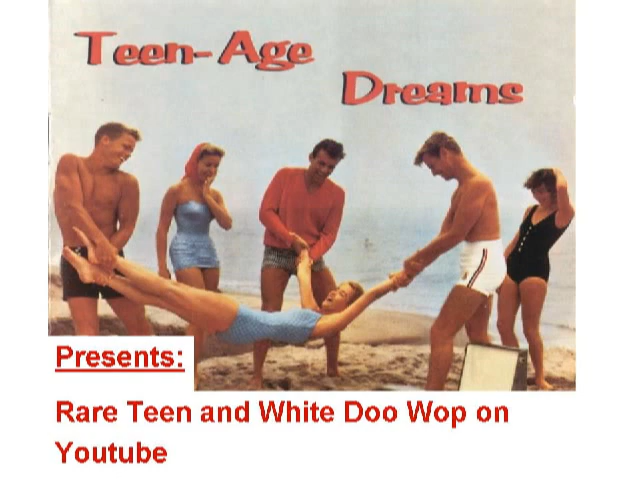 Teen-Age
Dreams
Presents:
Rare Teen and White Doo Wop on
Youtube